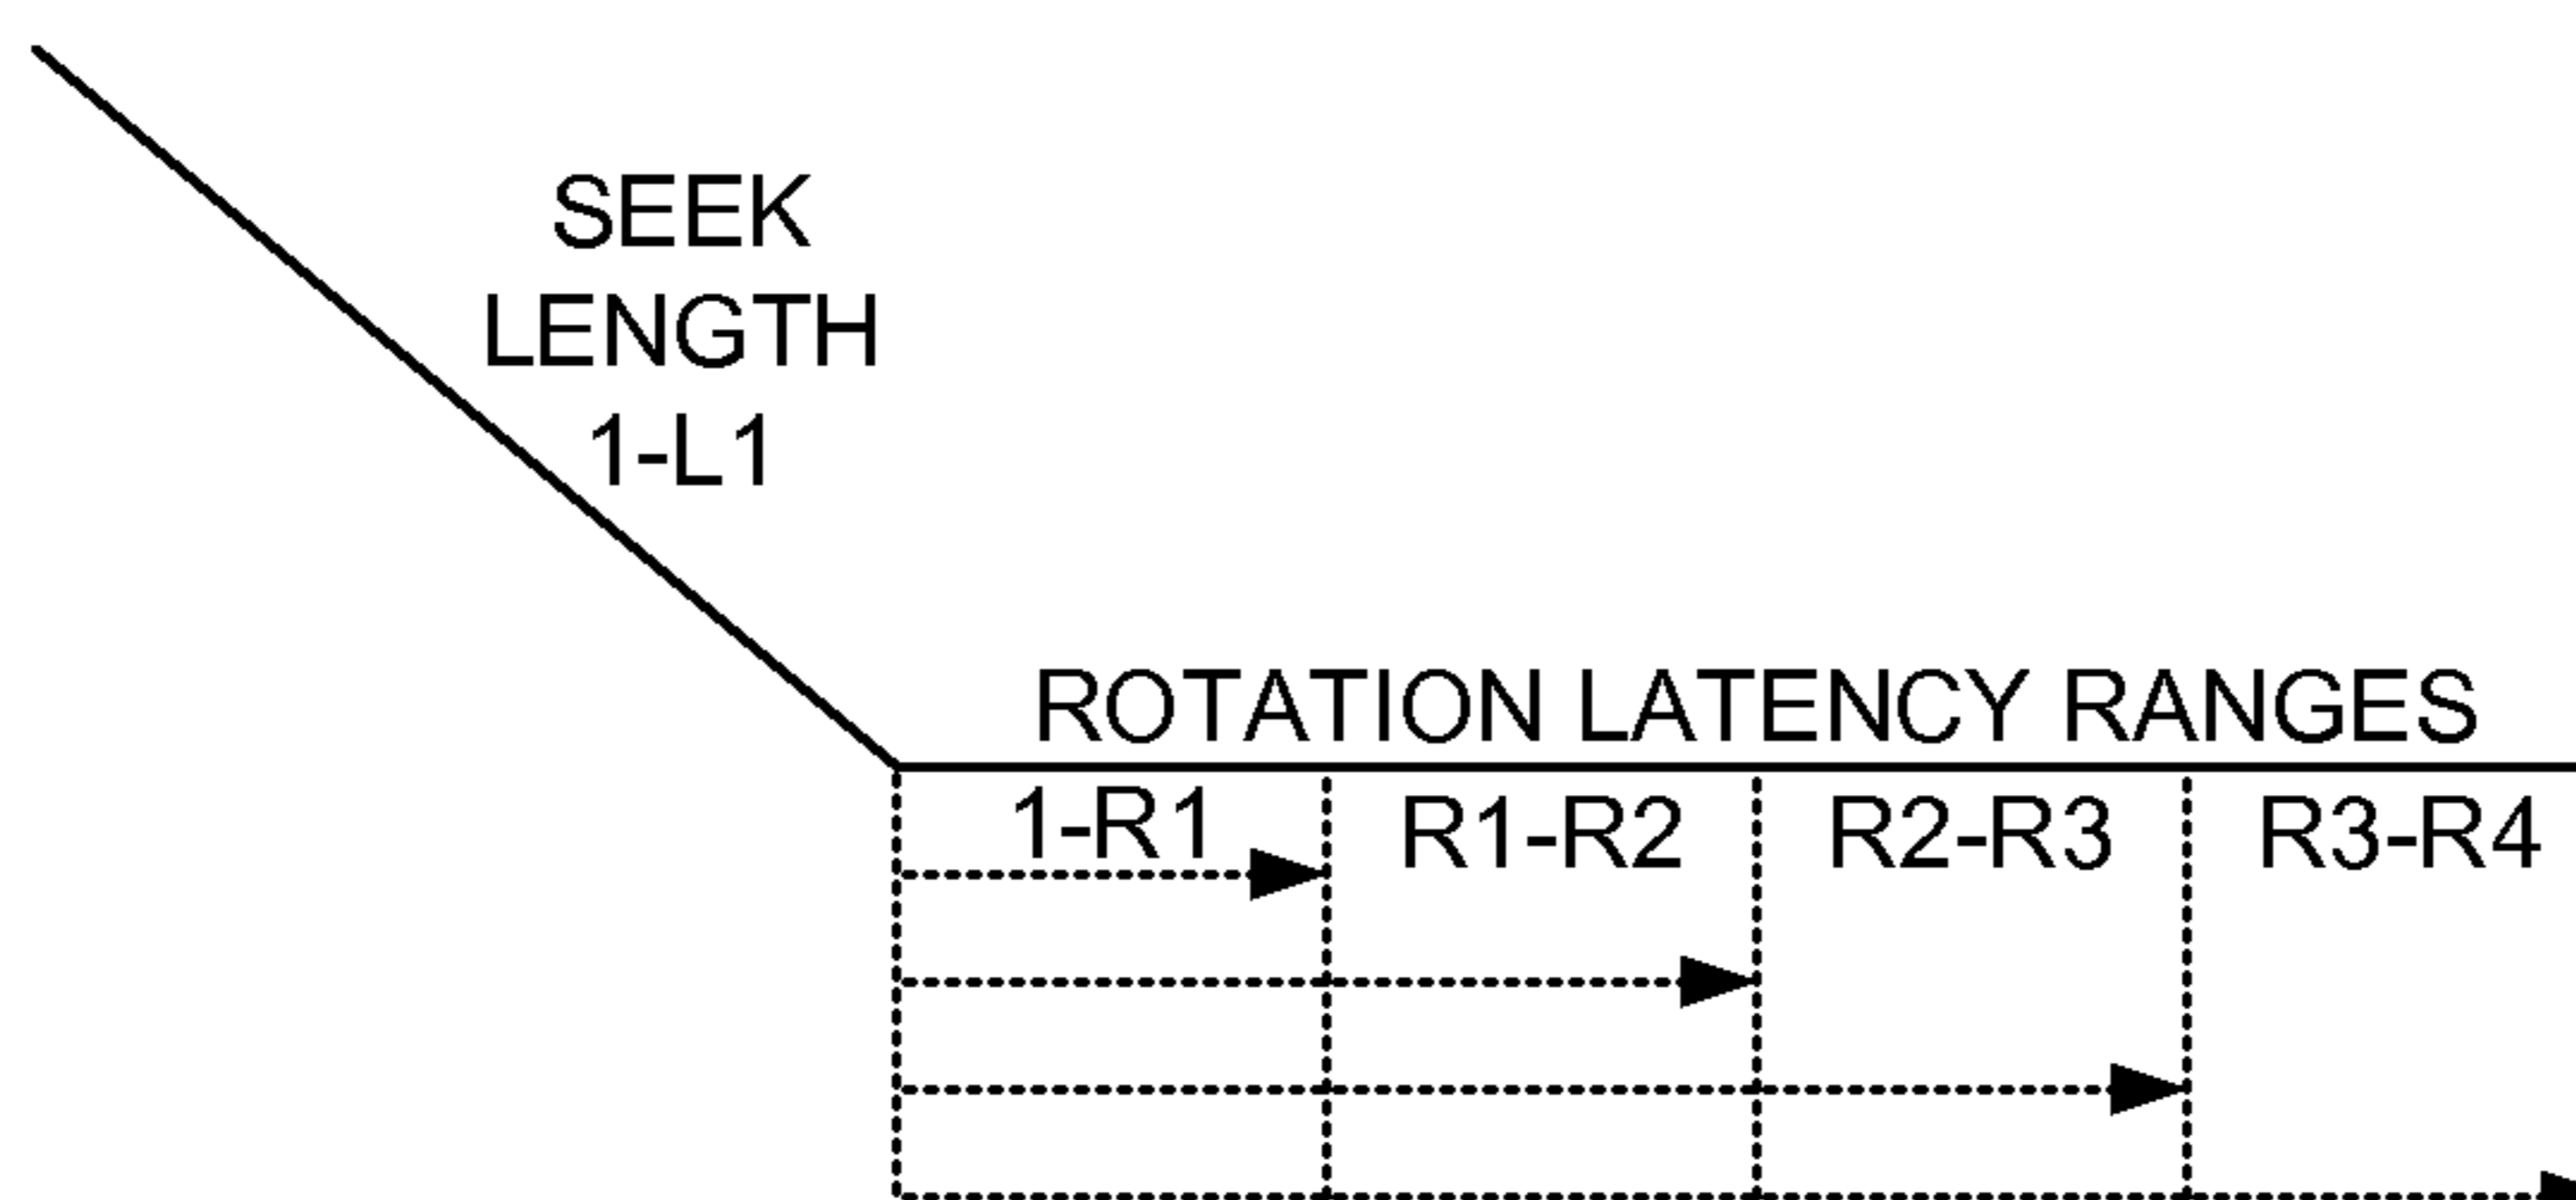 SEEK
LENGTH
1-L1
ROTATION LATENCY RANGES
1-R1 R1-R2 R2-R3 R3-R4